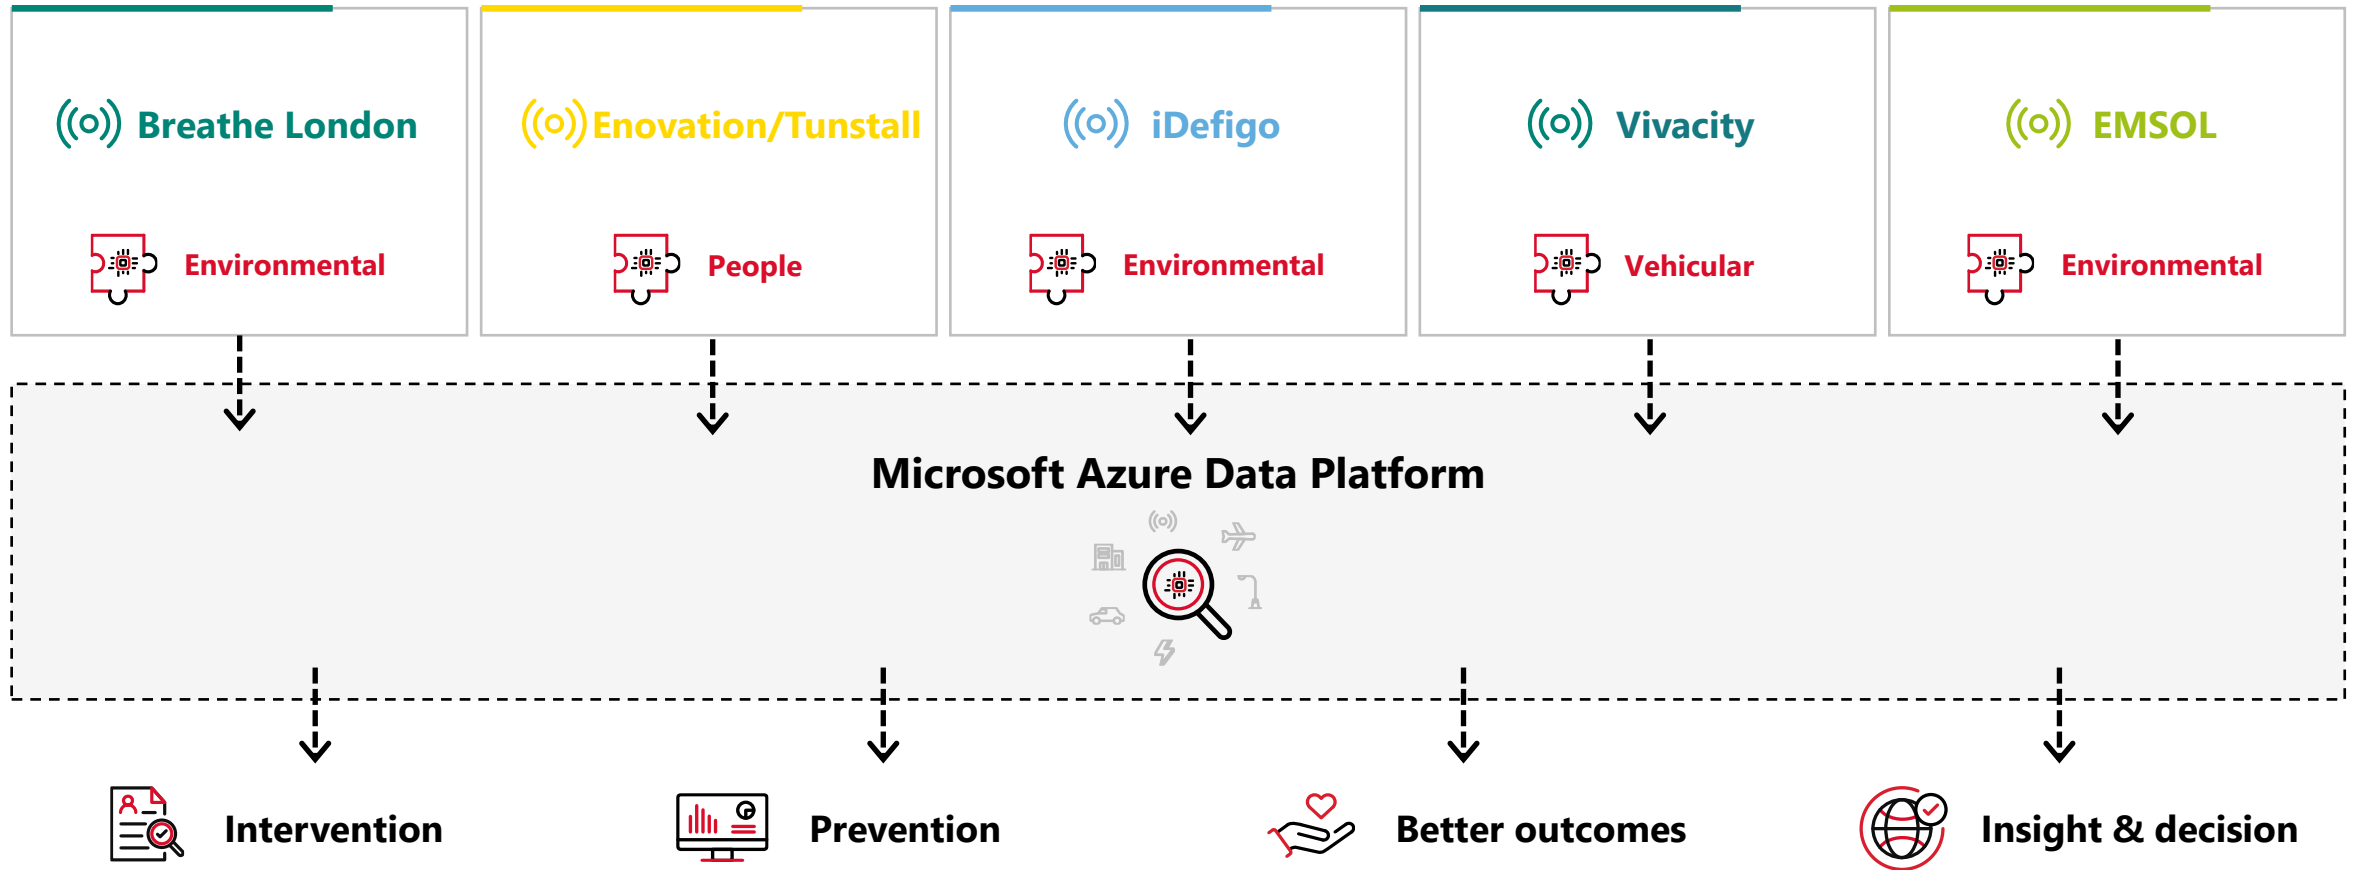 Breathe London
Enovation/Tunstall
iDefigo
Vivacity
EMSOL
Environmental
People
Environmental
Vehicular
Environmental
Microsoft Azure Data Platform
Intervention
Prevention
Better outcomes
Insight & decision